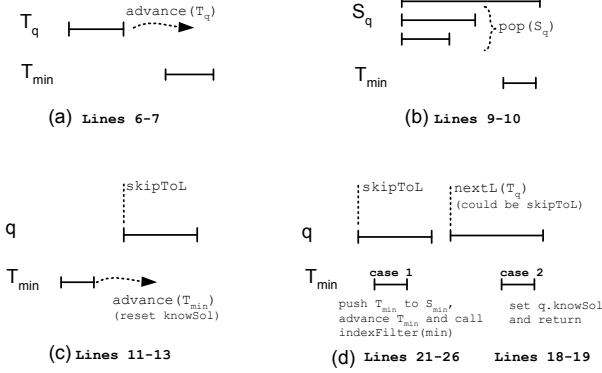 T_q
advance(T_q)
T_min
(a) Lines 6-7
S_q
pop(S_q)
T_min
(b) Lines 9-10
skipToL
q
T_min
advance(T_min)
(reset knowSol)
(c) Lines 11-13
skipToL
nextL(T_q)
(could be skipToL)
q
T_min
case 1
case 2
push T_min to S_min,
advance T_min and call
indexFilter(min)
set q.knowSol
and return
(d) Lines 21-26
Lines 18-19